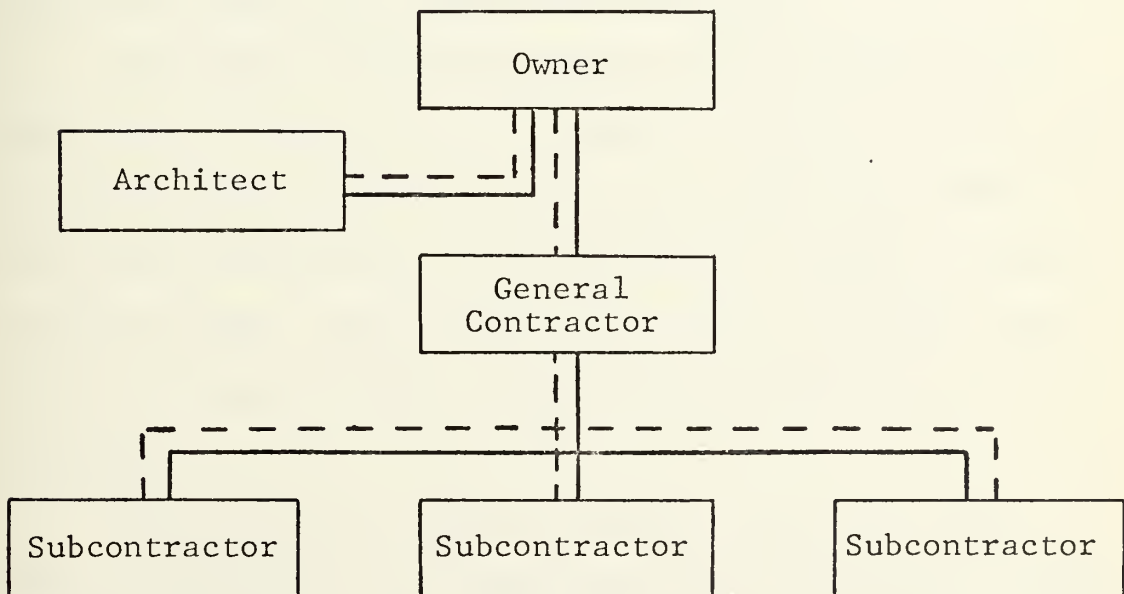 Owner
Architect
General
Contractor
Subcontractor
Subcontractor
Subcontractor